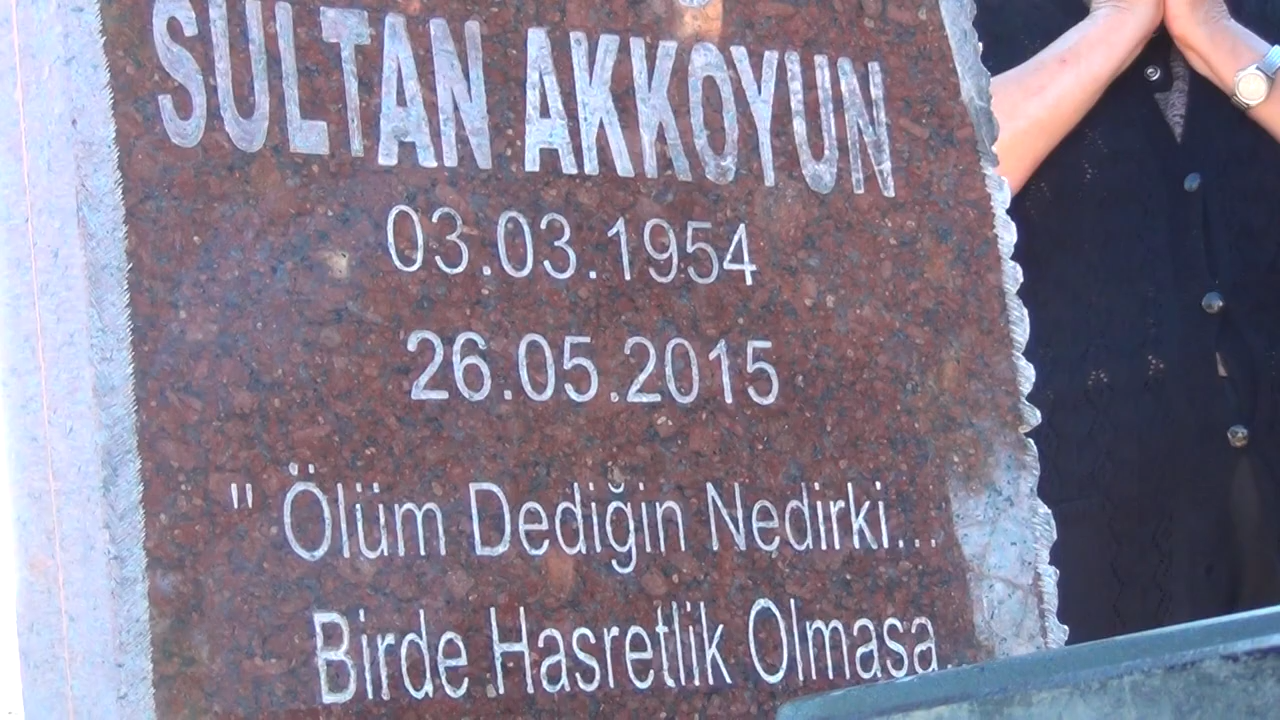 SULTAN AKKOYUN
03.03.1954
26.05.2015
" Ölüm Dediğin Nedirki...
Birde Hasretlik Olmasa..